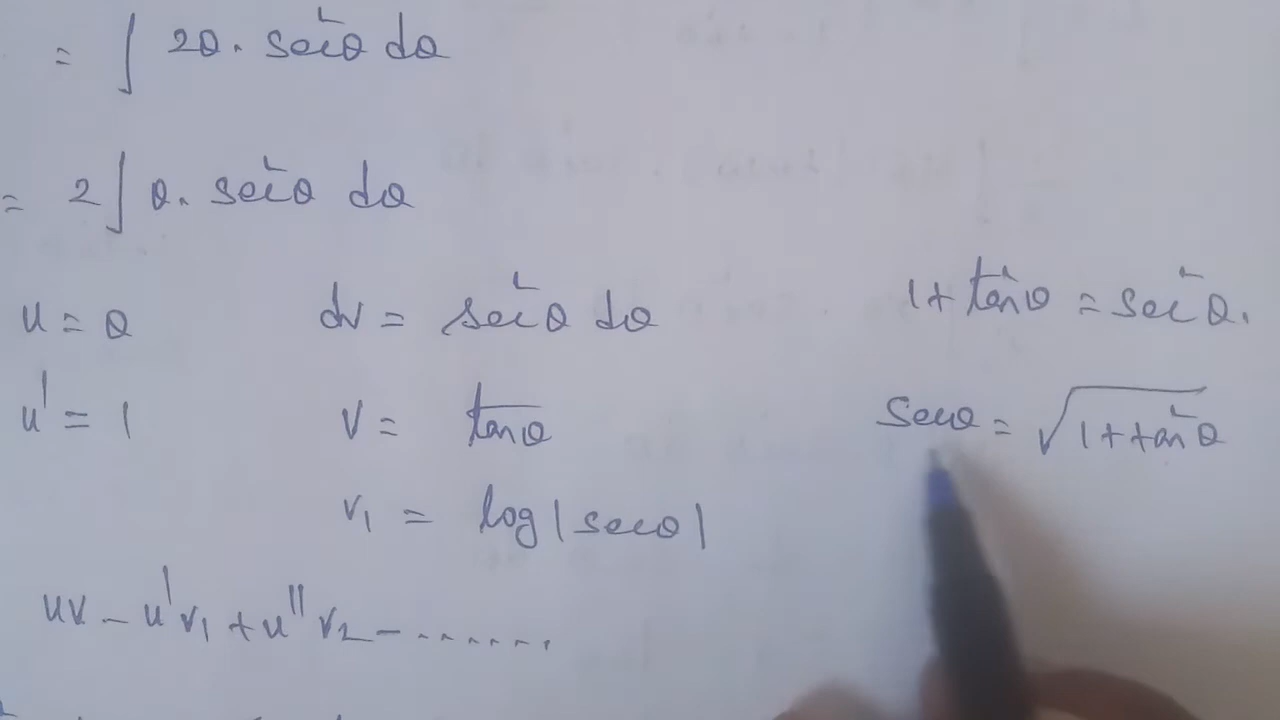 = ∫ 2θ. sec²θ dθ
= 2∫ θ. sec²θ dθ
u = θ dv = sec²θ dθ 1 + tan²θ = sec²θ.
u' = 1 v = tanθ secθ = √1 + tan²θ
v₁ = log|secθ|
uv - u'v₁ + u''v₂ - .......